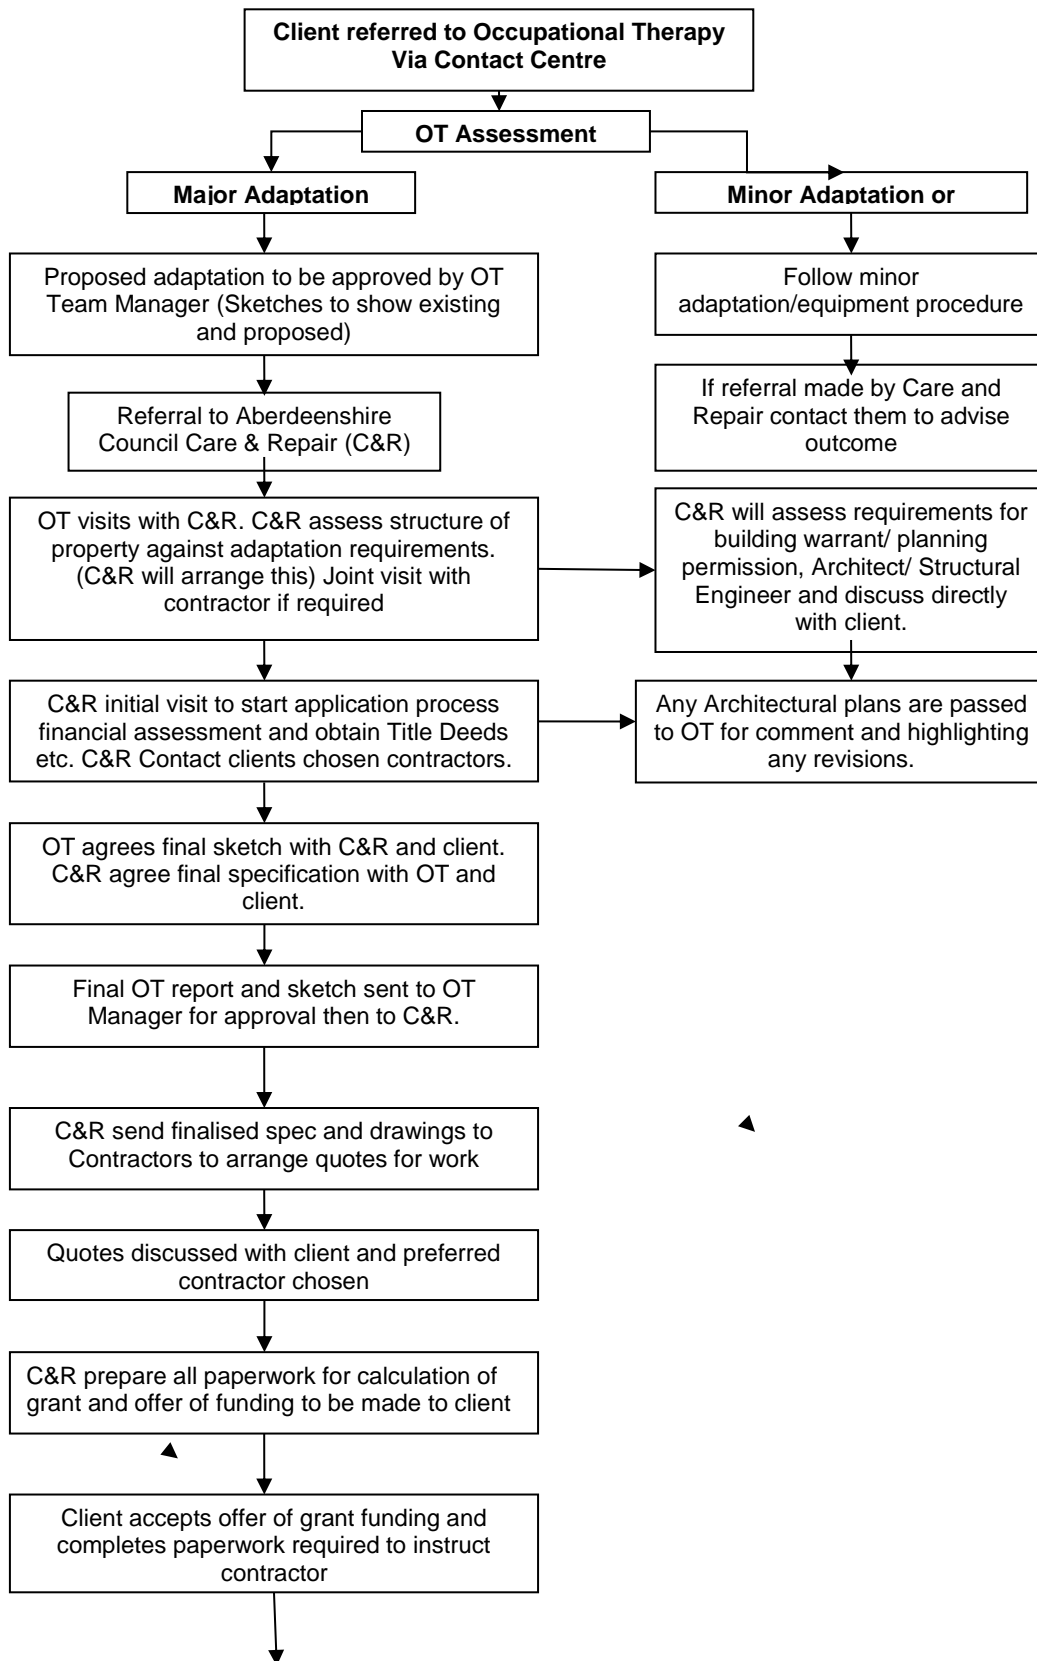 Client referred to Occupational Therapy
Via Contact Centre
OT Assessment
Major Adaptation
Minor Adaptation or
Proposed adaptation to be approved by OT
Team Manager (Sketches to show existing
and proposed)
Follow minor
adaptation/equipment procedure
Referral to Aberdeenshire
Council Care & Repair (C&R)
If referral made by Care and
Repair contact them to advise
outcome
OT visits with C&R. C&R assess structure of
property against adaptation requirements.
(C&R will arrange this) Joint visit with
contractor if required
C&R will assess requirements for
building warrant/ planning
permission, Architect/ Structural
Engineer and discuss directly
with client.
C&R initial visit to start application process
financial assessment and obtain Title Deeds
etc. C&R Contact clients chosen contractors.
Any Architectural plans are passed
to OT for comment and highlighting
any revisions.
OT agrees final sketch with C&R and client.
C&R agree final specification with OT and
client.
Final OT report and sketch sent to OT
Manager for approval then to C&R.
C&R send finalised spec and drawings to
Contractors to arrange quotes for work
Quotes discussed with client and preferred
contractor chosen
C&R prepare all paperwork for calculation of
grant and offer of funding to be made to client
Client accepts offer of grant funding and
completes paperwork required to instruct
contractor